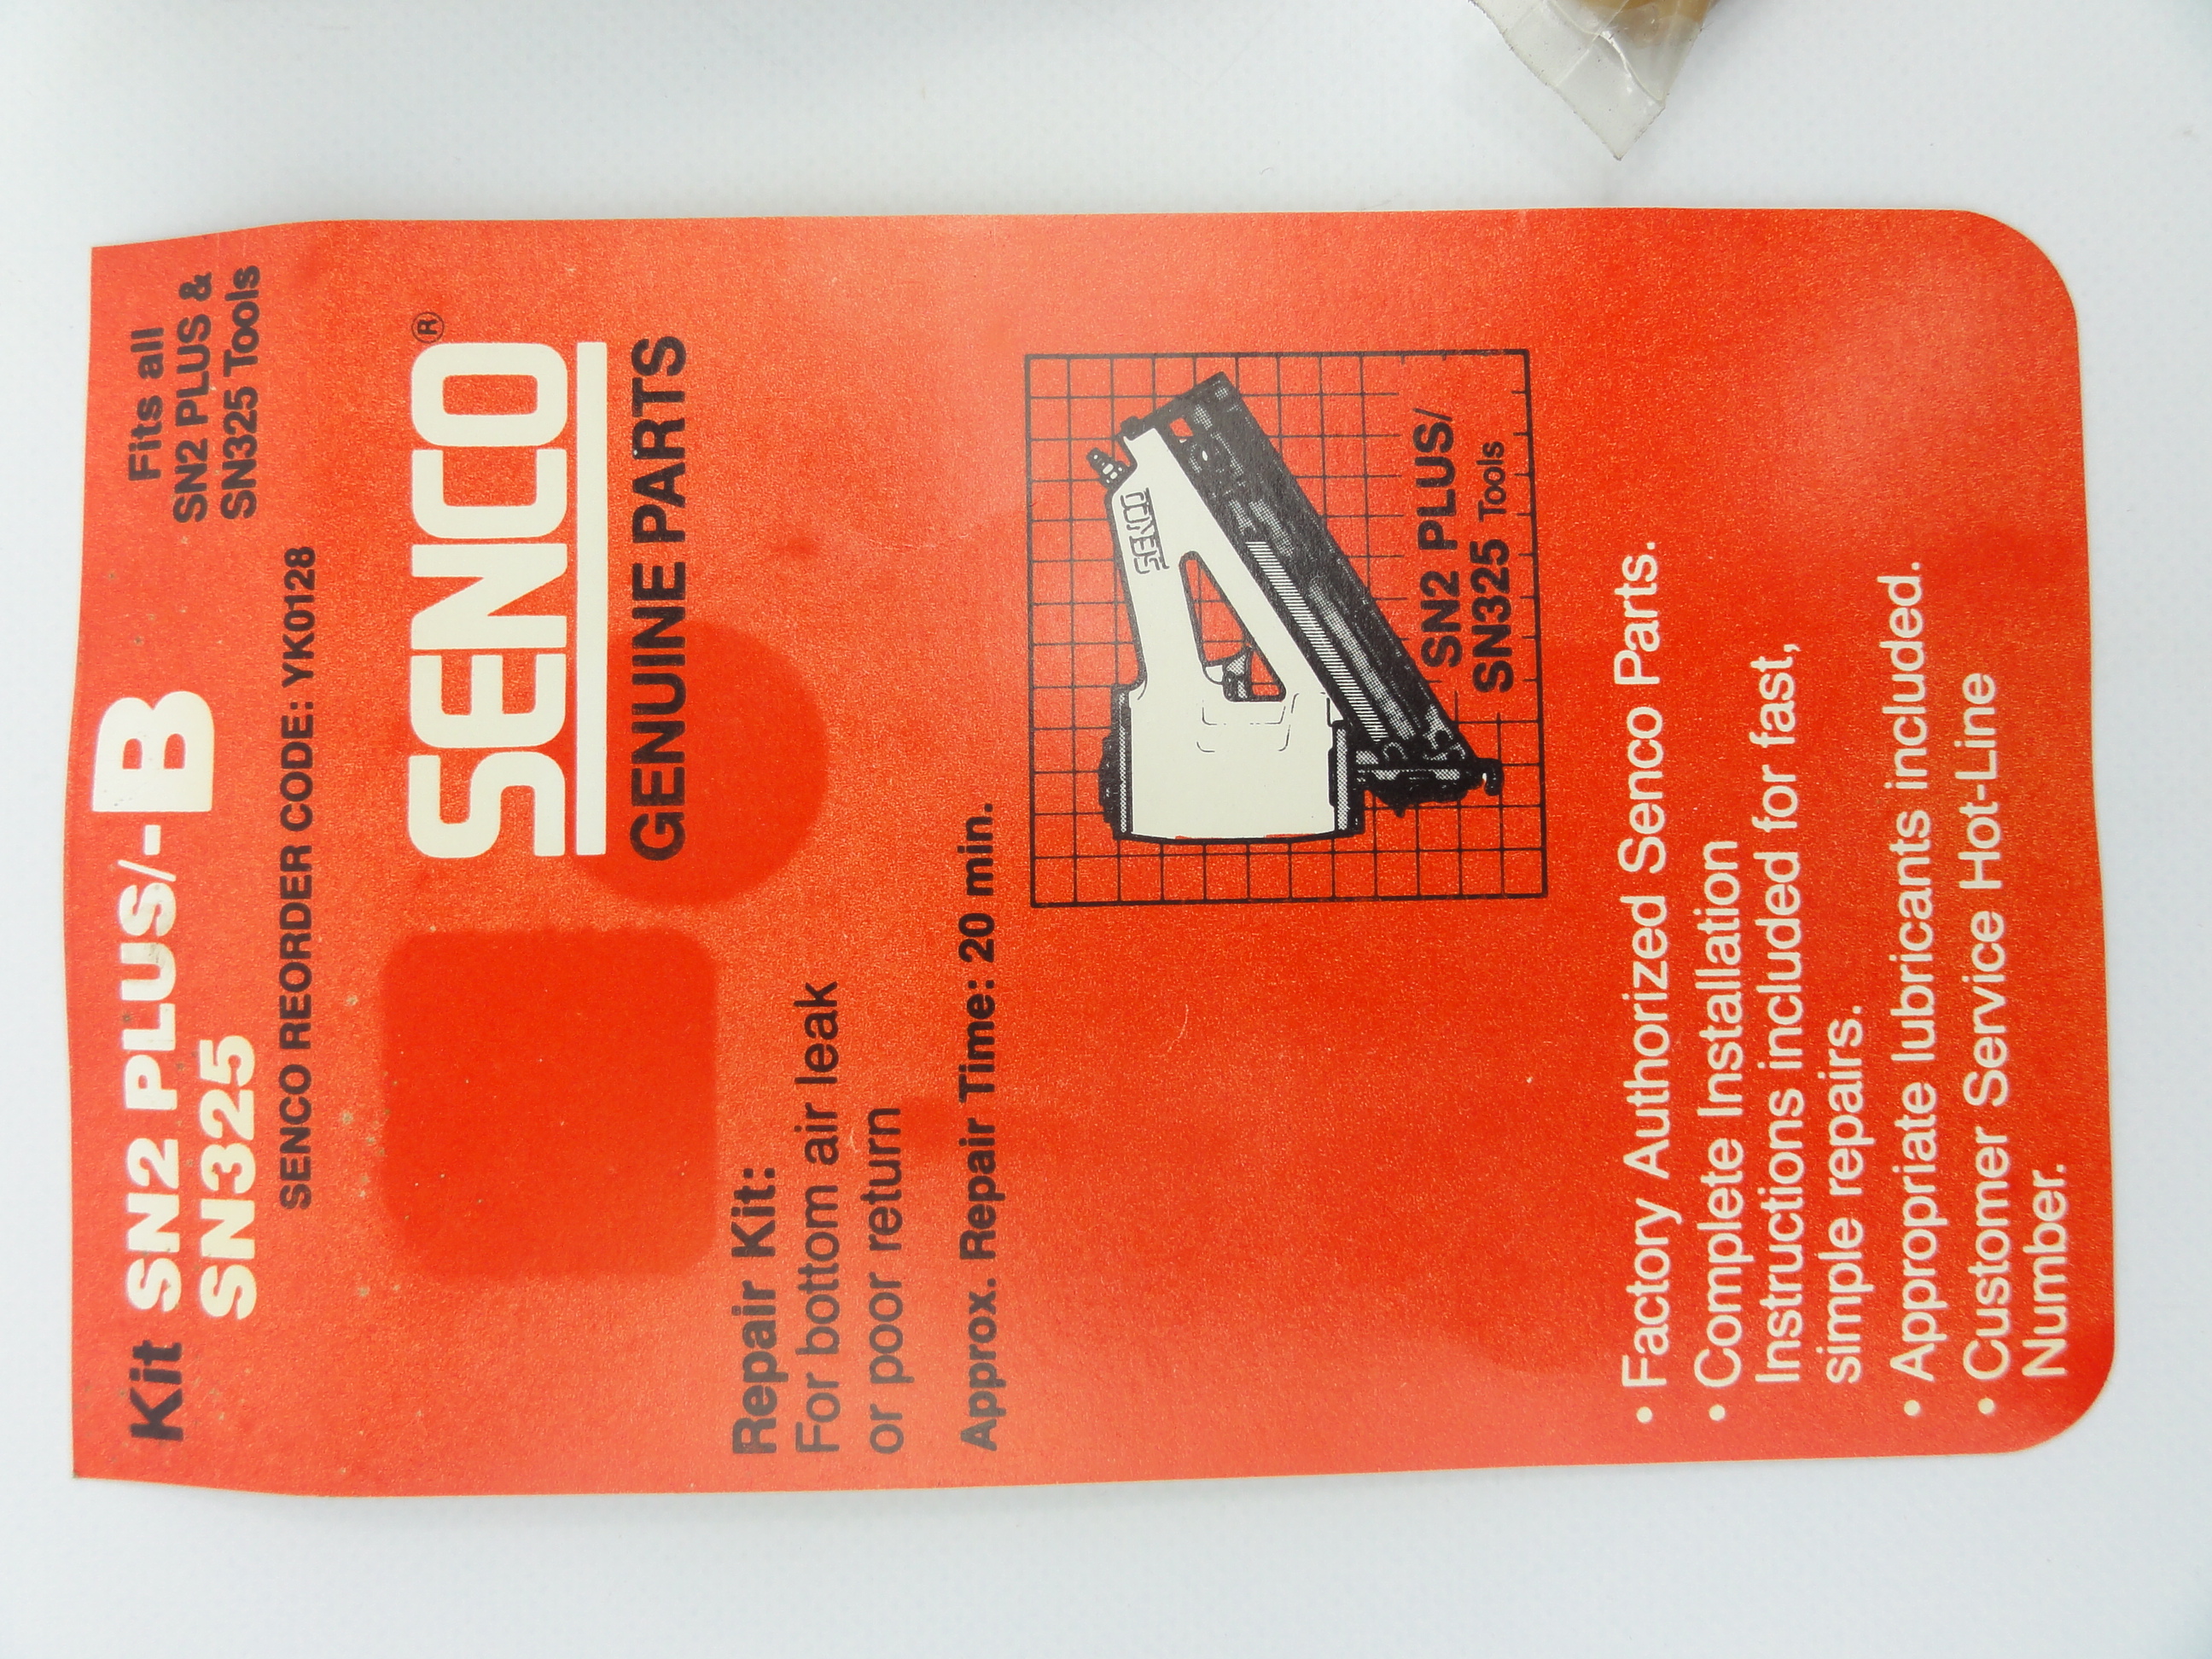 Kit SN2 PLUS/-B
SN325
Fits all
SN2 PLUS &
SN325 Tools
SENCO REORDER CODE: YK0128
SENCO®
GENUINE PARTS
Repair Kit:
For bottom air leak
or poor return
Approx. Repair Time: 20 min.
SENCO
SN2 PLUS/
SN325 Tools
• Factory Authorized Senco Parts.
• Complete Installation
Instructions included for fast,
simple repairs.
• Appropriate lubricants included.
• Customer Service Hot-Line
Number.